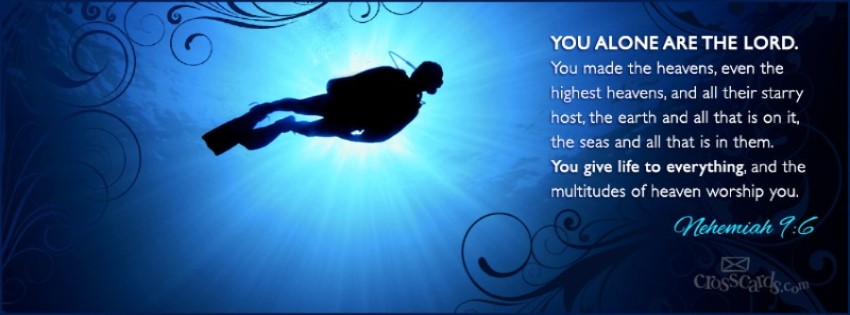 YOU ALONE ARE THE LORD.
You made the heavens, even the
highest heavens, and all their starry
host, the earth and all that is on it,
the seas and all that is in them.
You give life to everything, and the
multitudes of heaven worship you.
Nehemiah 9:6
crosscards.com